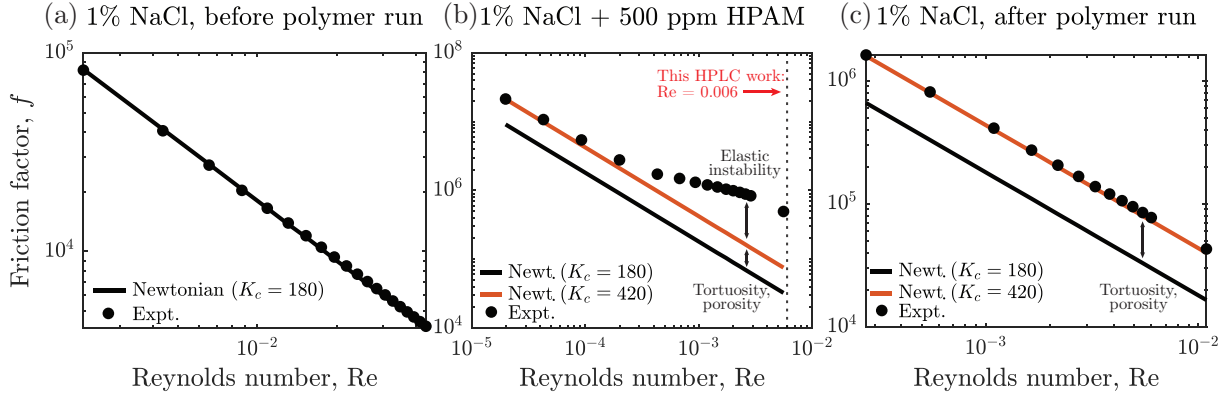 (a) 1% NaCl, before polymer run
Friction factor, f
10^5
10^4
10^-2
Newtonian (K_c = 180)
Expt.
Reynolds number, Re
(b) 1% NaCl + 500 ppm HPAM
10^8
10^7
10^6
10^5
10^4
10^-5
10^-4
10^-3
10^-2
This HPLC work:
Re = 0.006
Elastic
instability
Newt. (K_c = 180)
Newt. (K_c = 420)
Expt.
Tortuosity,
porosity
Reynolds number, Re
(c) 1% NaCl, after polymer run
10^6
10^5
10^4
10^-3
10^-2
Newt. (K_c = 180)
Newt. (K_c = 420)
Expt.
Tortuosity,
porosity
Reynolds number, Re